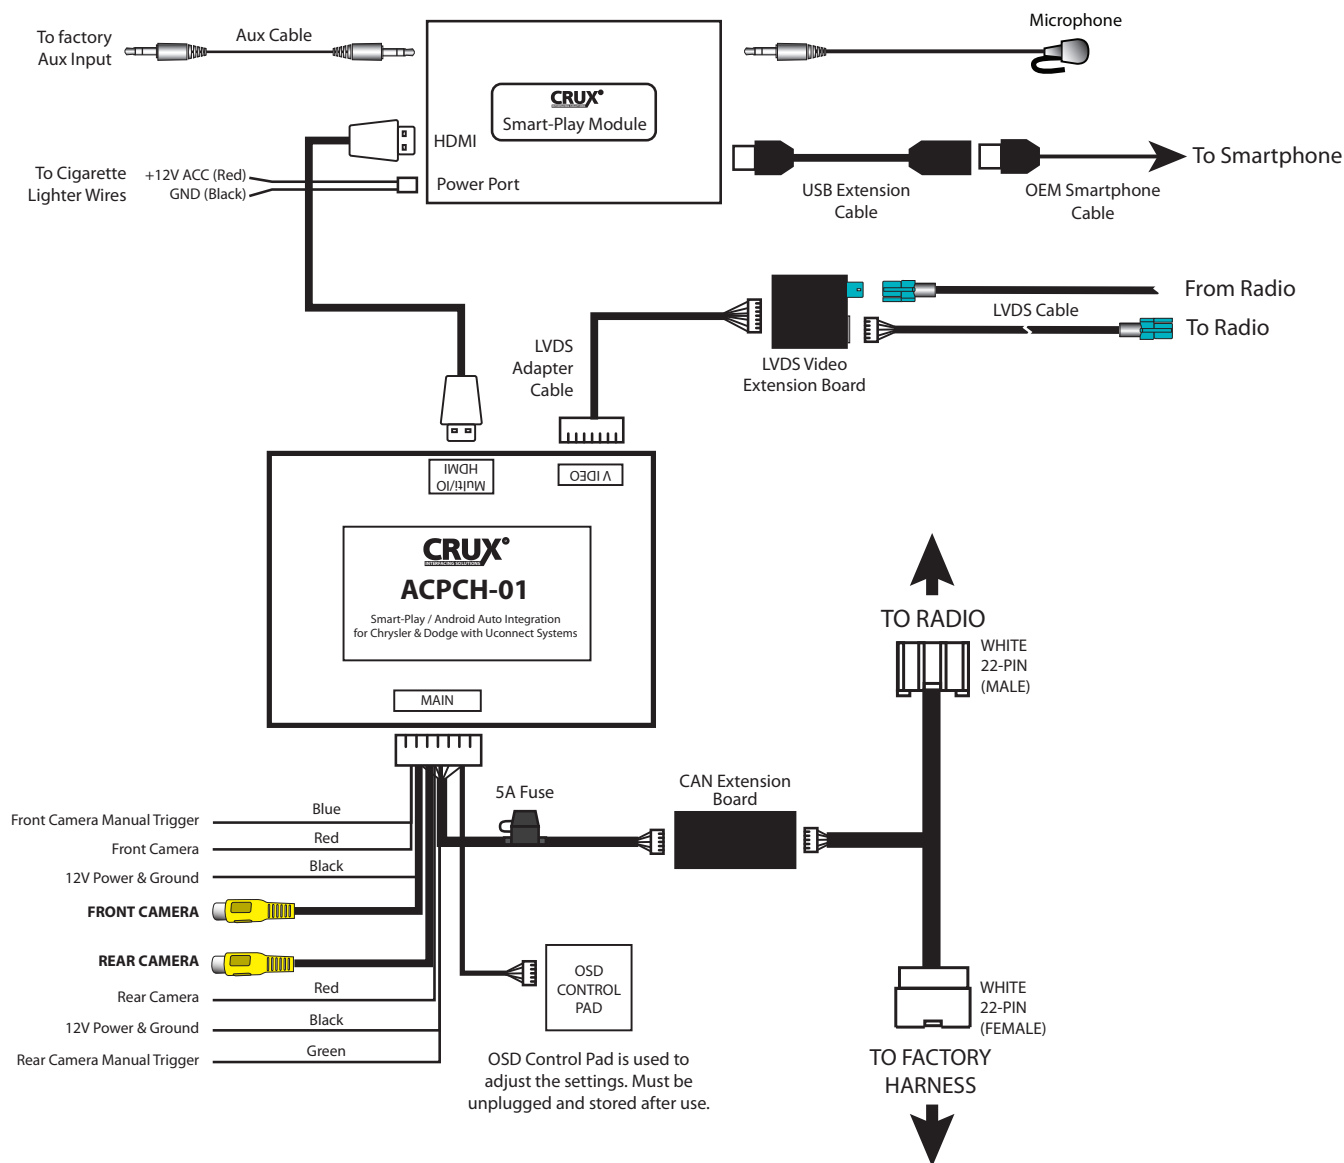 To factory
Aux Input
Aux Cable
Microphone
CRUX
Smart-Play Module
HDMI
Power Port
To Cigarette
Lighter Wires
+12V ACC (Red)
GND (Black)
USB Extension
Cable
OEM Smartphone
Cable
To Smartphone
LVDS
Adapter
Cable
LVDS Video
Extension Board
LVDS Cable
From Radio
To Radio
Multi/IO
HDMI
VIDEO
CRUX
INTERFACING SOLUTIONS
ACPCH-01
Smart-Play / Android Auto Integration
for Chrysler & Dodge with Uconnect Systems
MAIN
TO RADIO
WHITE
22-PIN
(MALE)
5A Fuse
CAN Extension
Board
Front Camera Manual Trigger
Blue
Front Camera
Red
12V Power & Ground
Black
FRONT CAMERA
REAR CAMERA
Rear Camera
Red
12V Power & Ground
Black
Rear Camera Manual Trigger
Green
OSD
CONTROL
PAD
OSD Control Pad is used to
adjust the settings. Must be
unplugged and stored after use.
WHITE
22-PIN
(FEMALE)
TO FACTORY
HARNESS